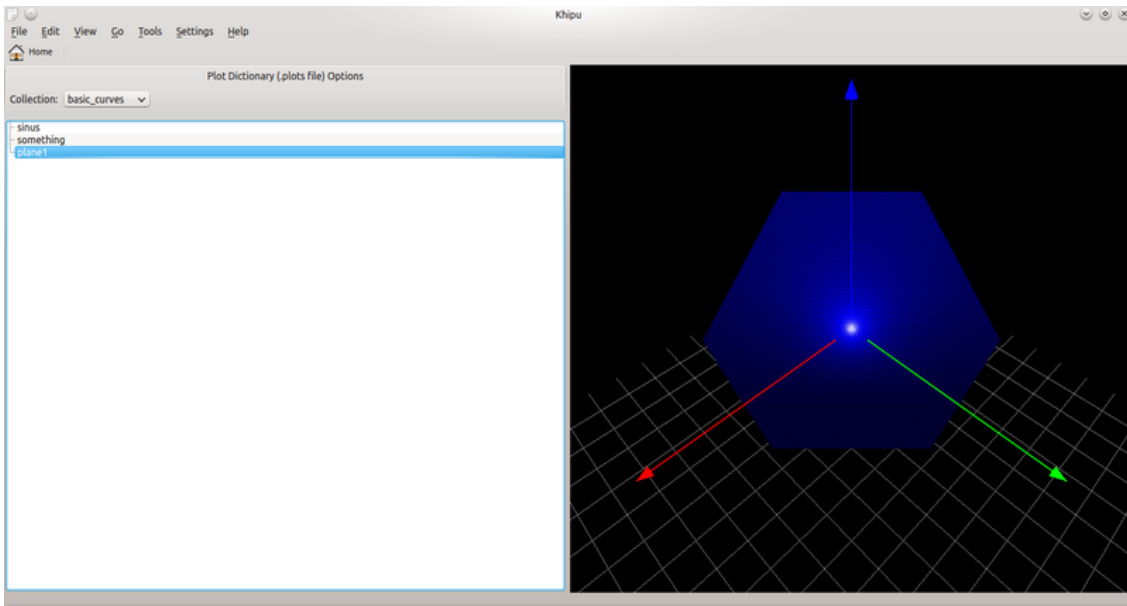 Khipu
File Edit View Go Tools Settings Help
Home
Plot Dictionary (.plots file) Options
Collection: basic_curves
sinus
something
plane1